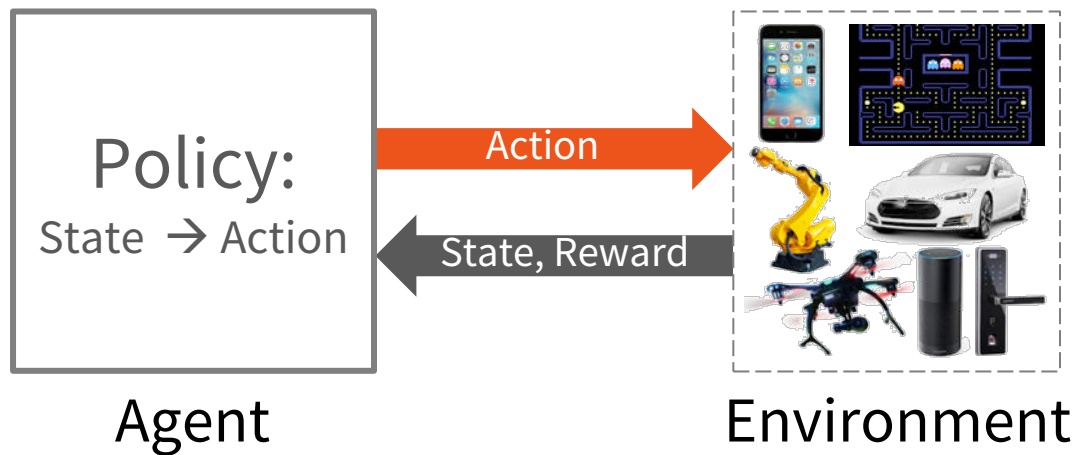 Policy:
State → Action
Action
State, Reward
Agent
Environment